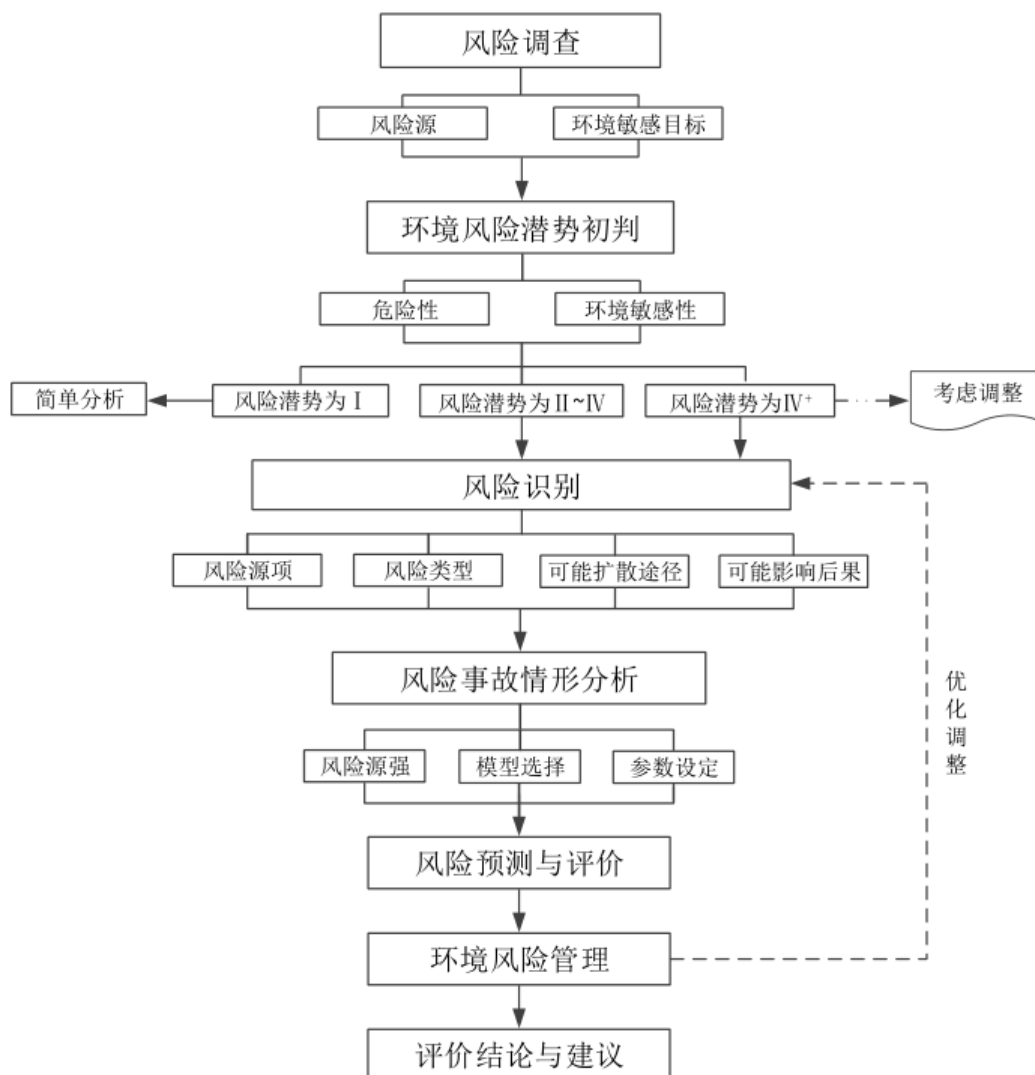 风险调查
风险源
环境敏感目标
环境风险潜势初判
危险性
环境敏感性
简单分析
风险潜势为Ⅰ
风险潜势为Ⅱ~Ⅳ
风险潜势为Ⅳ⁺
考虑调整
风险识别
风险源项
风险类型
可能扩散途径
可能影响后果
风险事故情形分析
优化调整
风险源强
模型选择
参数设定
风险预测与评价
环境风险管理
评价结论与建议